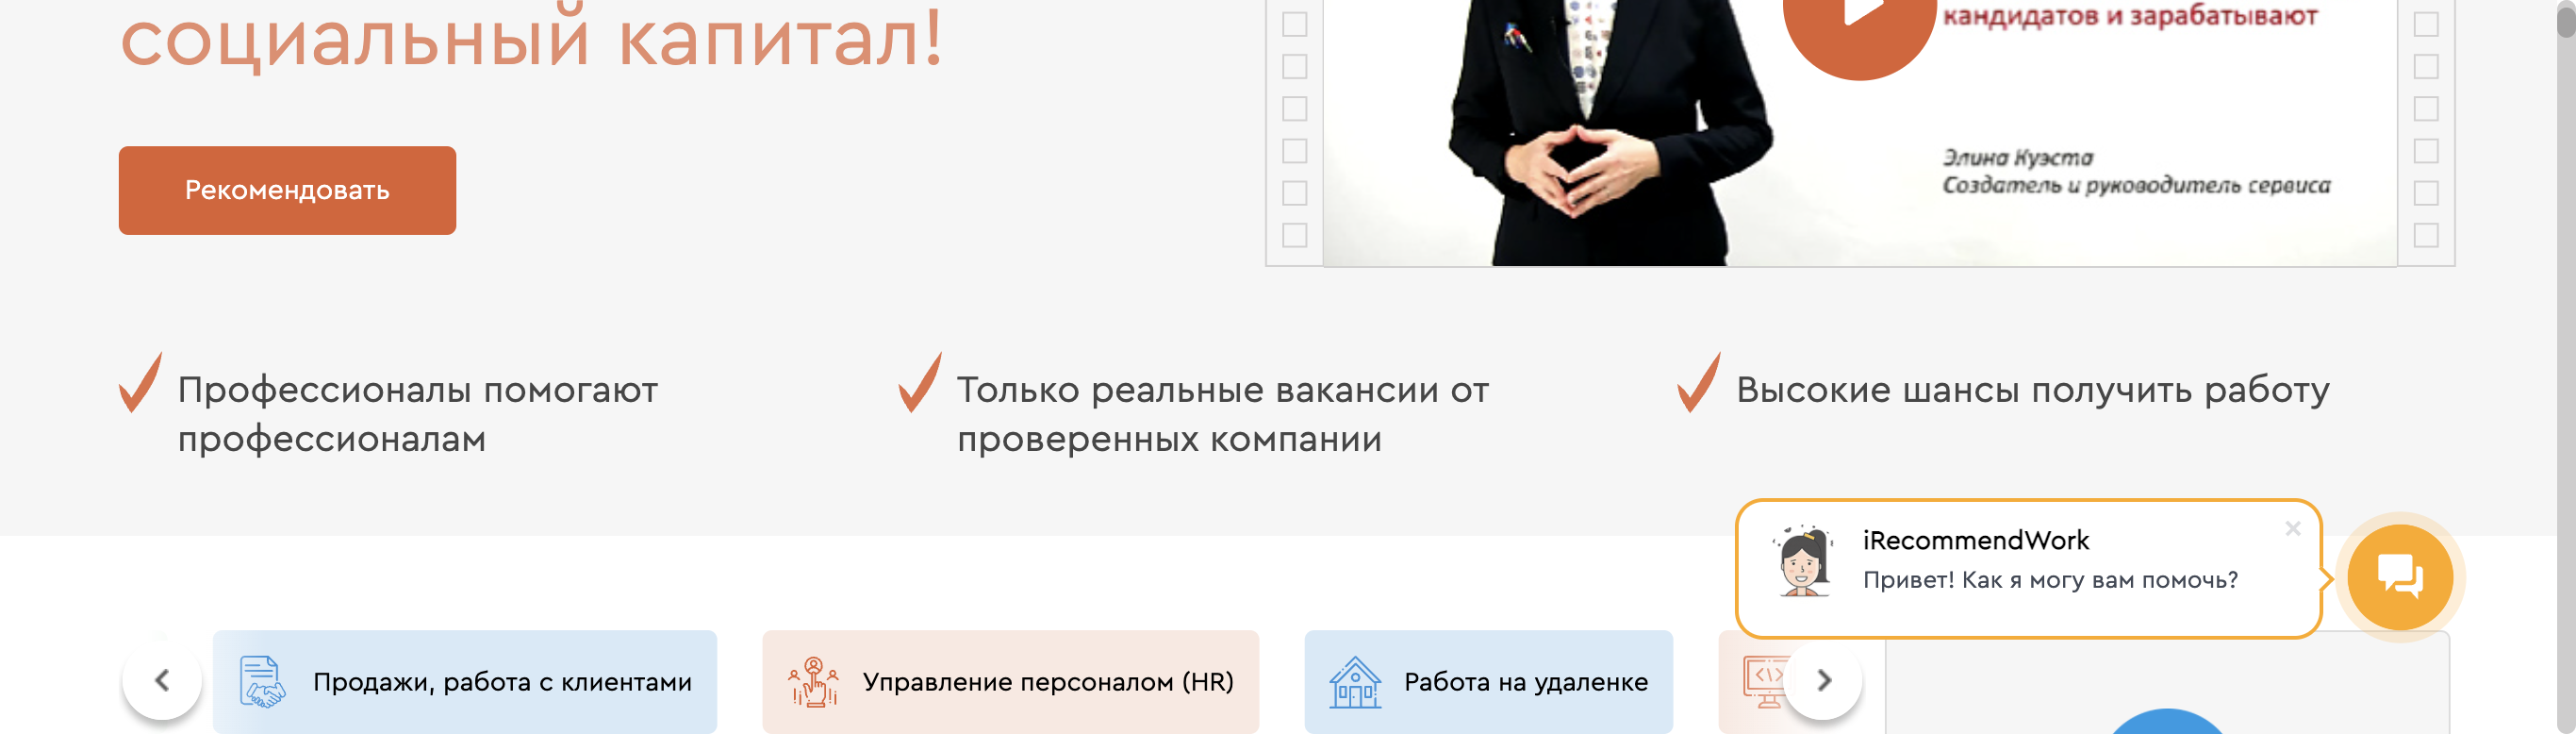 социальный капитал!
кандидатов и зарабатывают
Рекомендовать
Элина Куэста
Создатель и руководитель сервиса
Профессионалы помогают
профессионалам
Только реальные вакансии от
проверенных компании
Высокие шансы получить работу
iRecommendWork
Привет! Как я могу вам помочь?
Продажи, работа с клиентами
Управление персоналом (HR)
Работа на удаленке